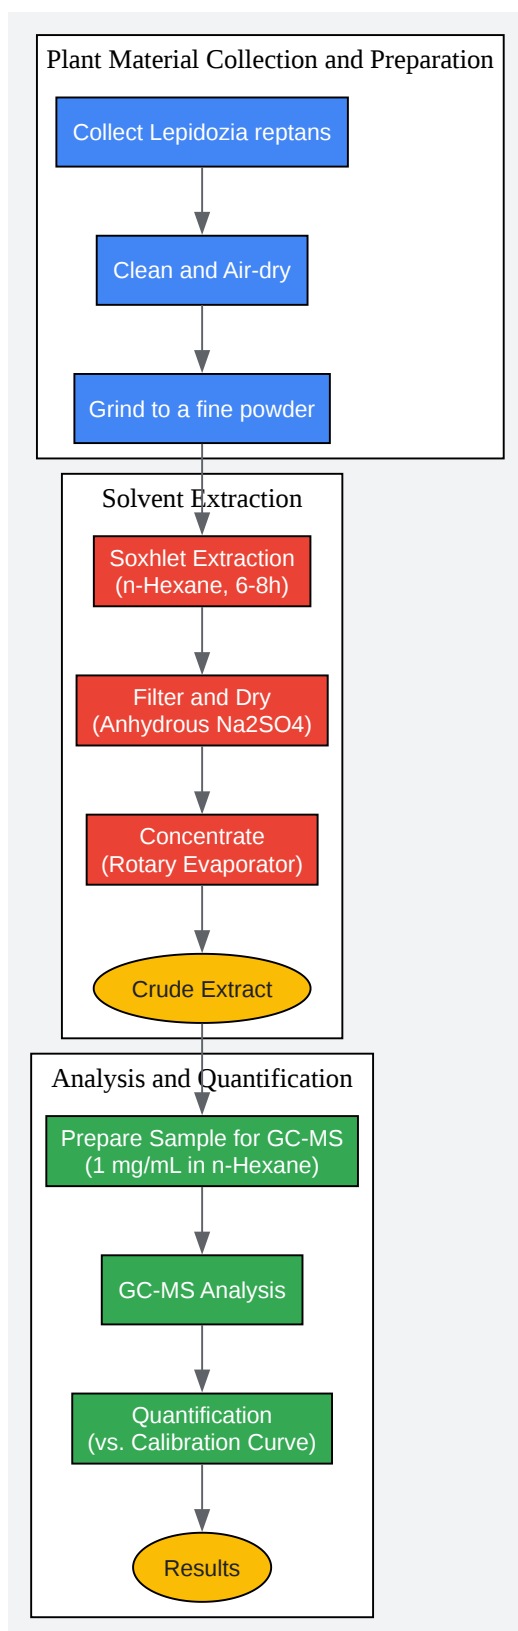 Plant Material Collection and Preparation
Collect Lepidozia reptans
Clean and Air-dry
Grind to a fine powder
Solvent Extraction
Soxhlet Extraction
(n-Hexane, 6-8h)
Filter and Dry
(Anhydrous Na2SO4)
Concentrate
(Rotary Evaporator)
Crude Extract
Analysis and Quantification
Prepare Sample for GC-MS
(1 mg/mL in n-Hexane)
GC-MS Analysis
Quantification
(vs. Calibration Curve)
Results